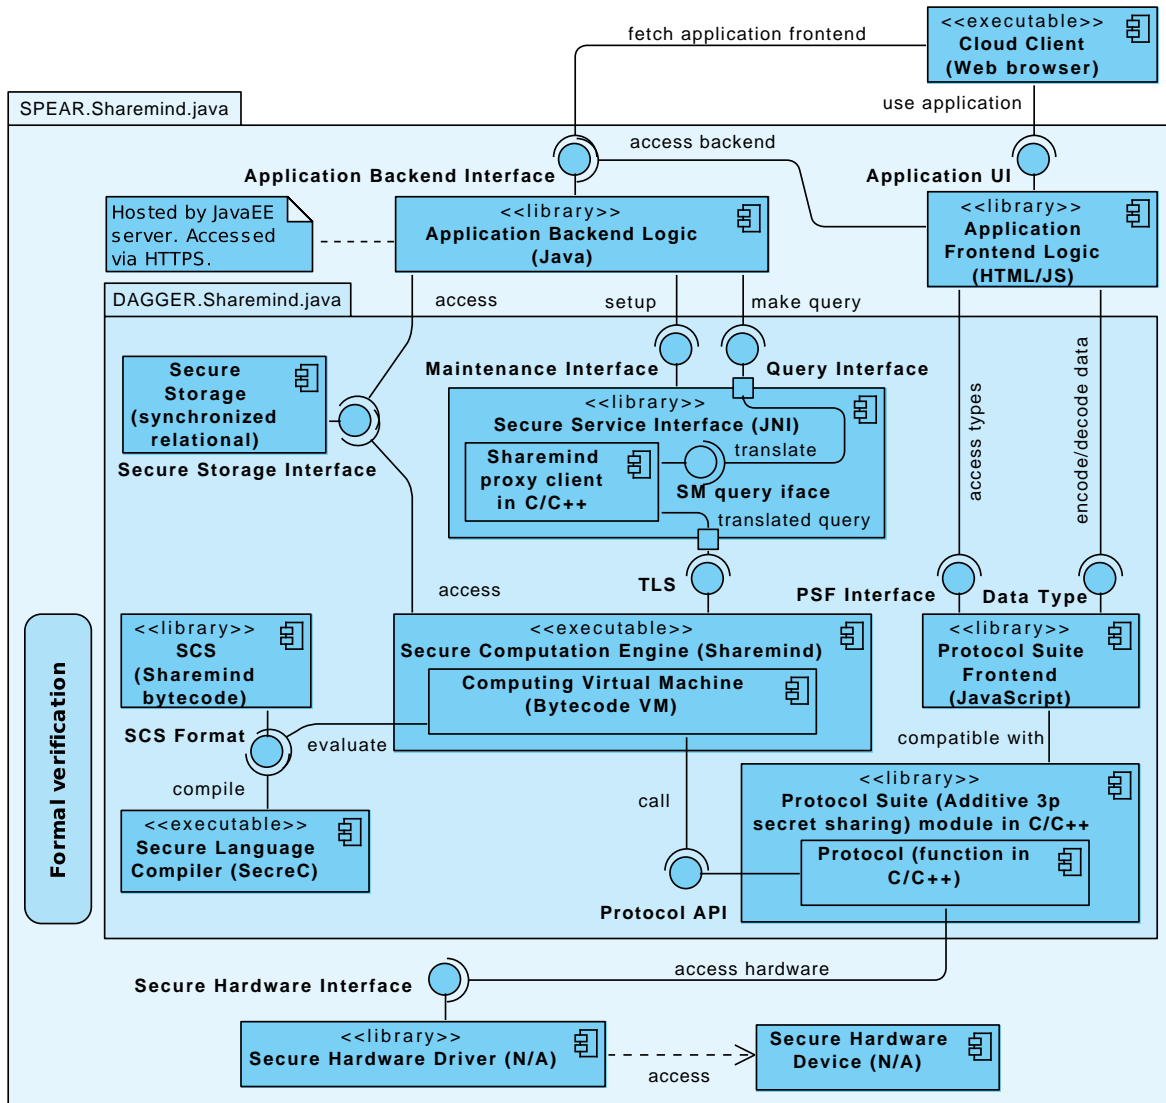 <<executable>>
Cloud Client
(Web browser)
fetch application frontend
use application
SPEAR.Sharemind.java
access backend
Application Backend Interface
Application UI
Hosted by JavaEE
server. Accessed
via HTTPS.
<<library>>
Application Backend Logic
(Java)
<<library>>
Application
Frontend Logic
(HTML/JS)
DAGGER.Sharemind.java
access
setup
make query
Secure
Storage
(synchronized
relational)
Secure Storage Interface
Maintenance Interface
Query Interface
<<library>>
Secure Service Interface (JNI)
translate
Sharemind
proxy client
in C/C++
SM query iface
translated query
access types
encode/decode data
TLS
access
PSF Interface
Data Type
Formal verification
<<library>>
SCS
(Sharemind
bytecode)
<<executable>>
Secure Computation Engine (Sharemind)
Computing Virtual Machine
(Bytecode VM)
<<library>>
Protocol Suite
Frontend
(JavaScript)
SCS Format
evaluate
compatible with
compile
call
<<executable>>
Secure Language
Compiler (SecreC)
<<library>>
Protocol Suite (Additive 3p
secret sharing) module in C/C++
Protocol (function in
C/C++)
Protocol API
access hardware
Secure Hardware Interface
<<library>>
Secure Hardware Driver (N/A)
access
Secure Hardware
Device (N/A)